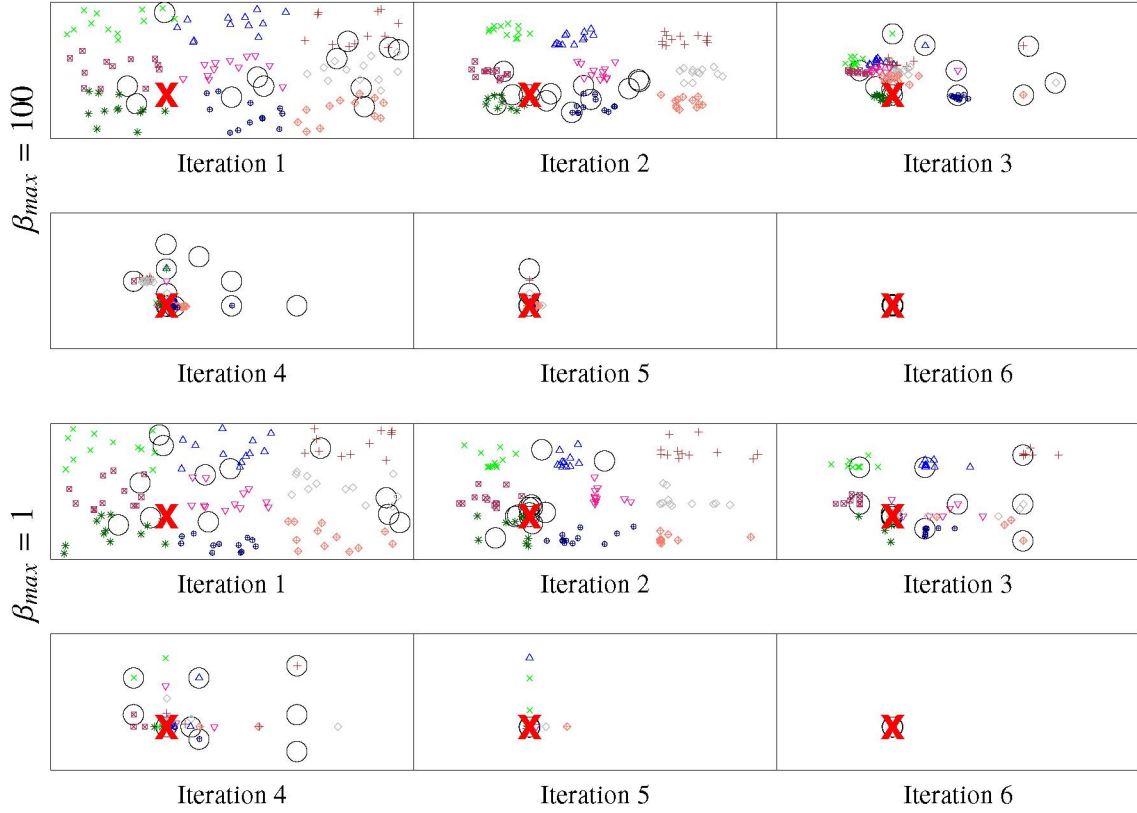 β_max = 100
Iteration 1 Iteration 2 Iteration 3
Iteration 4 Iteration 5 Iteration 6
β_max = 1
Iteration 1 Iteration 2 Iteration 3
Iteration 4 Iteration 5 Iteration 6